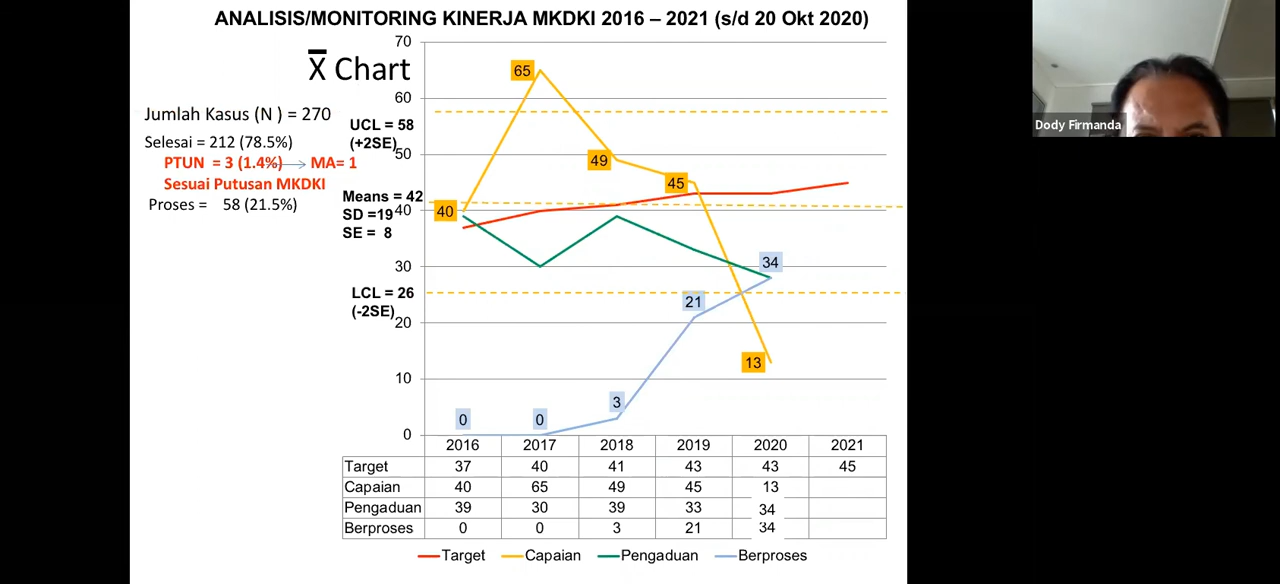 ANALISIS/MONITORING KINERJA MKDKI 2016 – 2021 (s/d 20 Okt 2020)
X Chart
Jumlah Kasus (N ) = 270
Selesai = 212 (78.5%)
PTUN = 3 (1.4%) → MA= 1
Sesuai Putusan MKDKI
Proses = 58 (21.5%)
UCL = 58
(+2SE)
Means = 42
SD =19
SE = 8
LCL = 26
(-2SE)
70
60
50
40
30
20
10
0
65
49
45
40
13
34
21
3
0
0
2016 2017 2018 2019 2020 2021
Target 37 40 41 43 43 45
Capaian 40 65 49 45 13
Pengaduan 39 30 39 33 34
Berproses 0 0 3 21 34
Target Capaian Pengaduan Berproses
Dody Firmanda